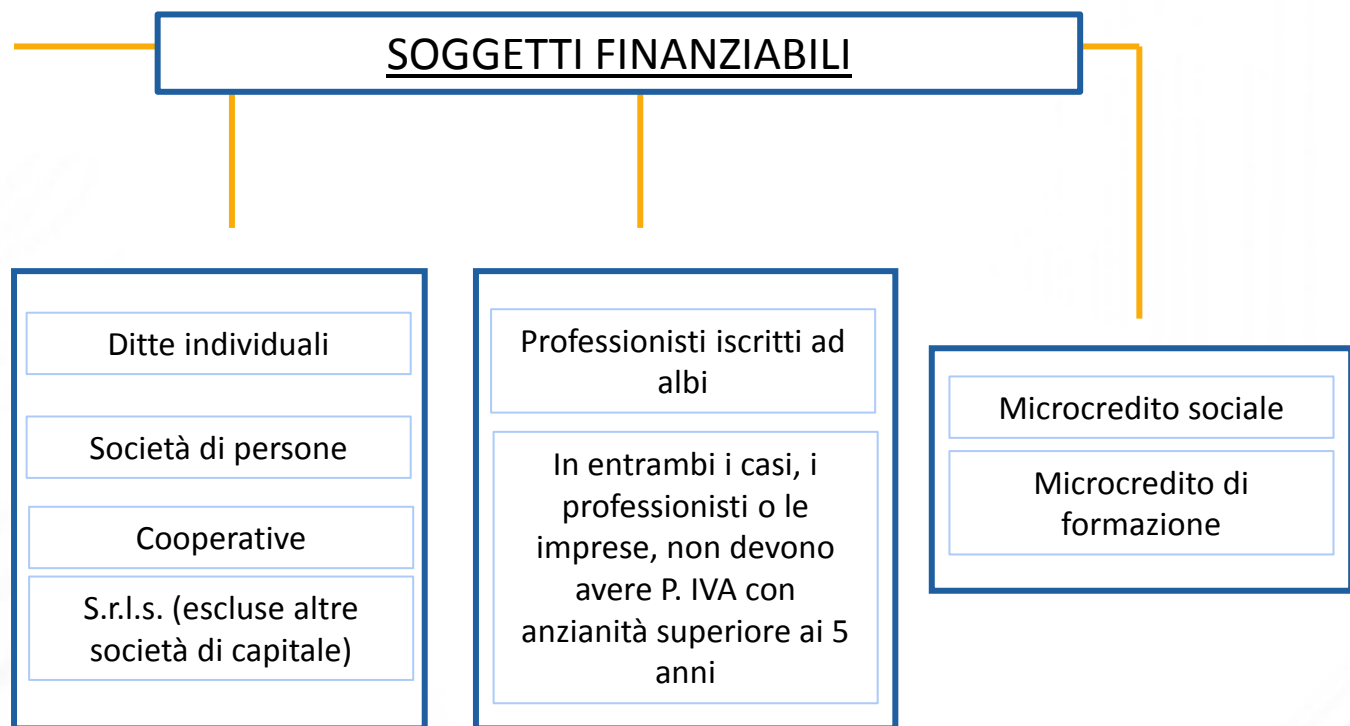 SOGGETTI FINANZIABILI
Ditte individuali
Società di persone
Cooperative
S.r.l.s. (escluse altre
società di capitale)
Professionisti iscritti ad
albi
In entrambi i casi, i
professionisti o le
imprese, non devono
avere P. IVA con
anzianità superiore ai 5
anni
Microcredito sociale
Microcredito di
formazione